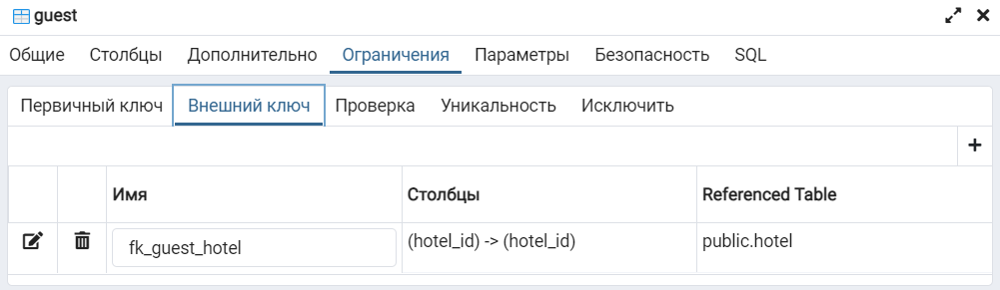 guest
Общие Столбцы Дополнительно Ограничения Параметры Безопасность SQL
Первичный ключ Внешний ключ Проверка Уникальность Исключить
Имя Столбцы Referenced Table
fk_guest_hotel (hotel_id) -> (hotel_id) public.hotel